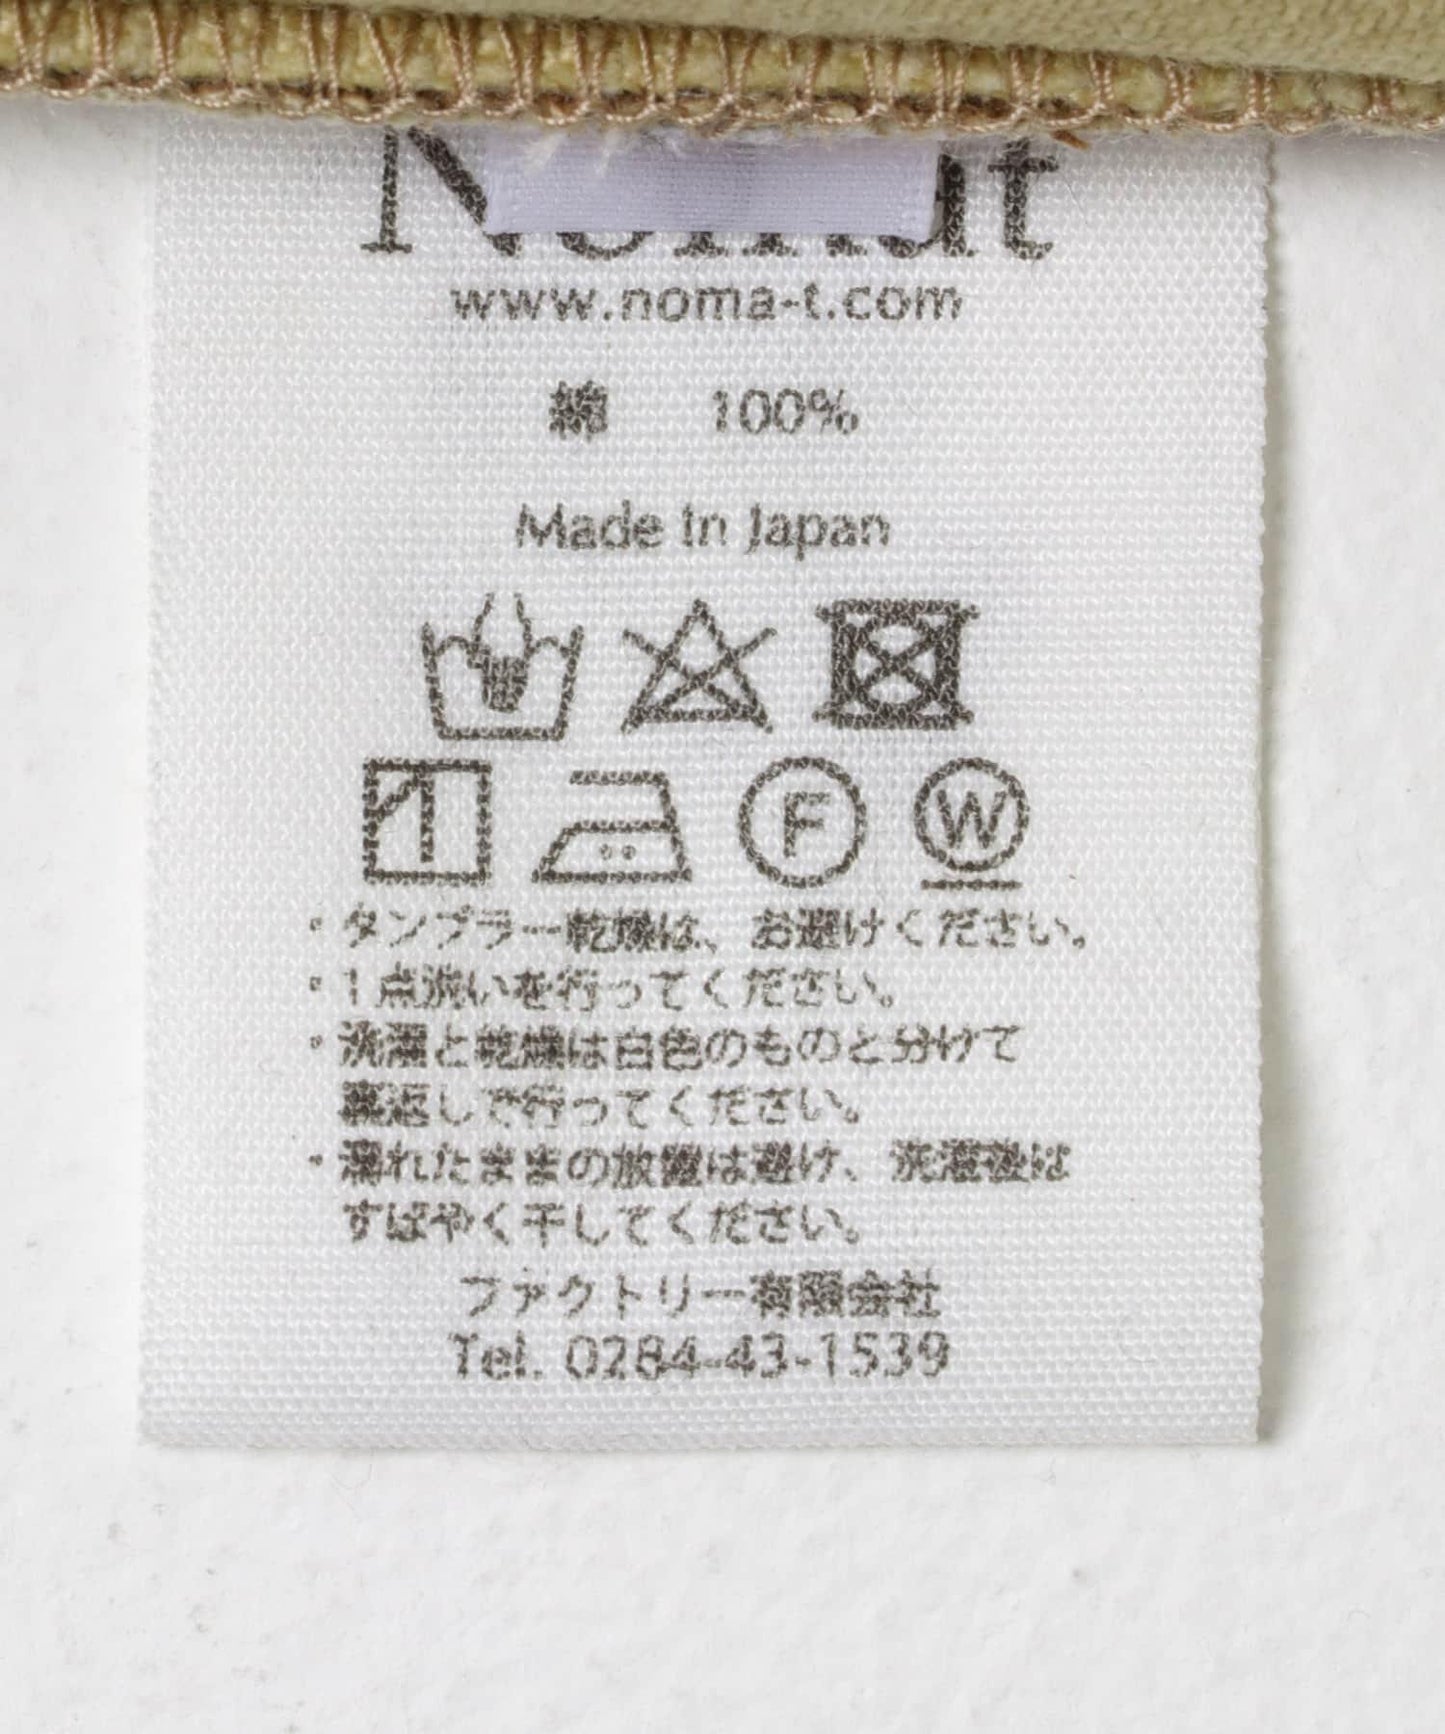 www.noma-t.com
綿 100%
Made In Japan
F W
・タンブラー乾燥は、お避けください。
・1点洗いを行ってください。
・洗濯と乾燥は白色のものと分けて
裏返しで行ってください。
・濡れたままの放置は避け、洗濯後は
すばやく干してください。
ファクトリー有限会社
Tel. 0284-43-1539